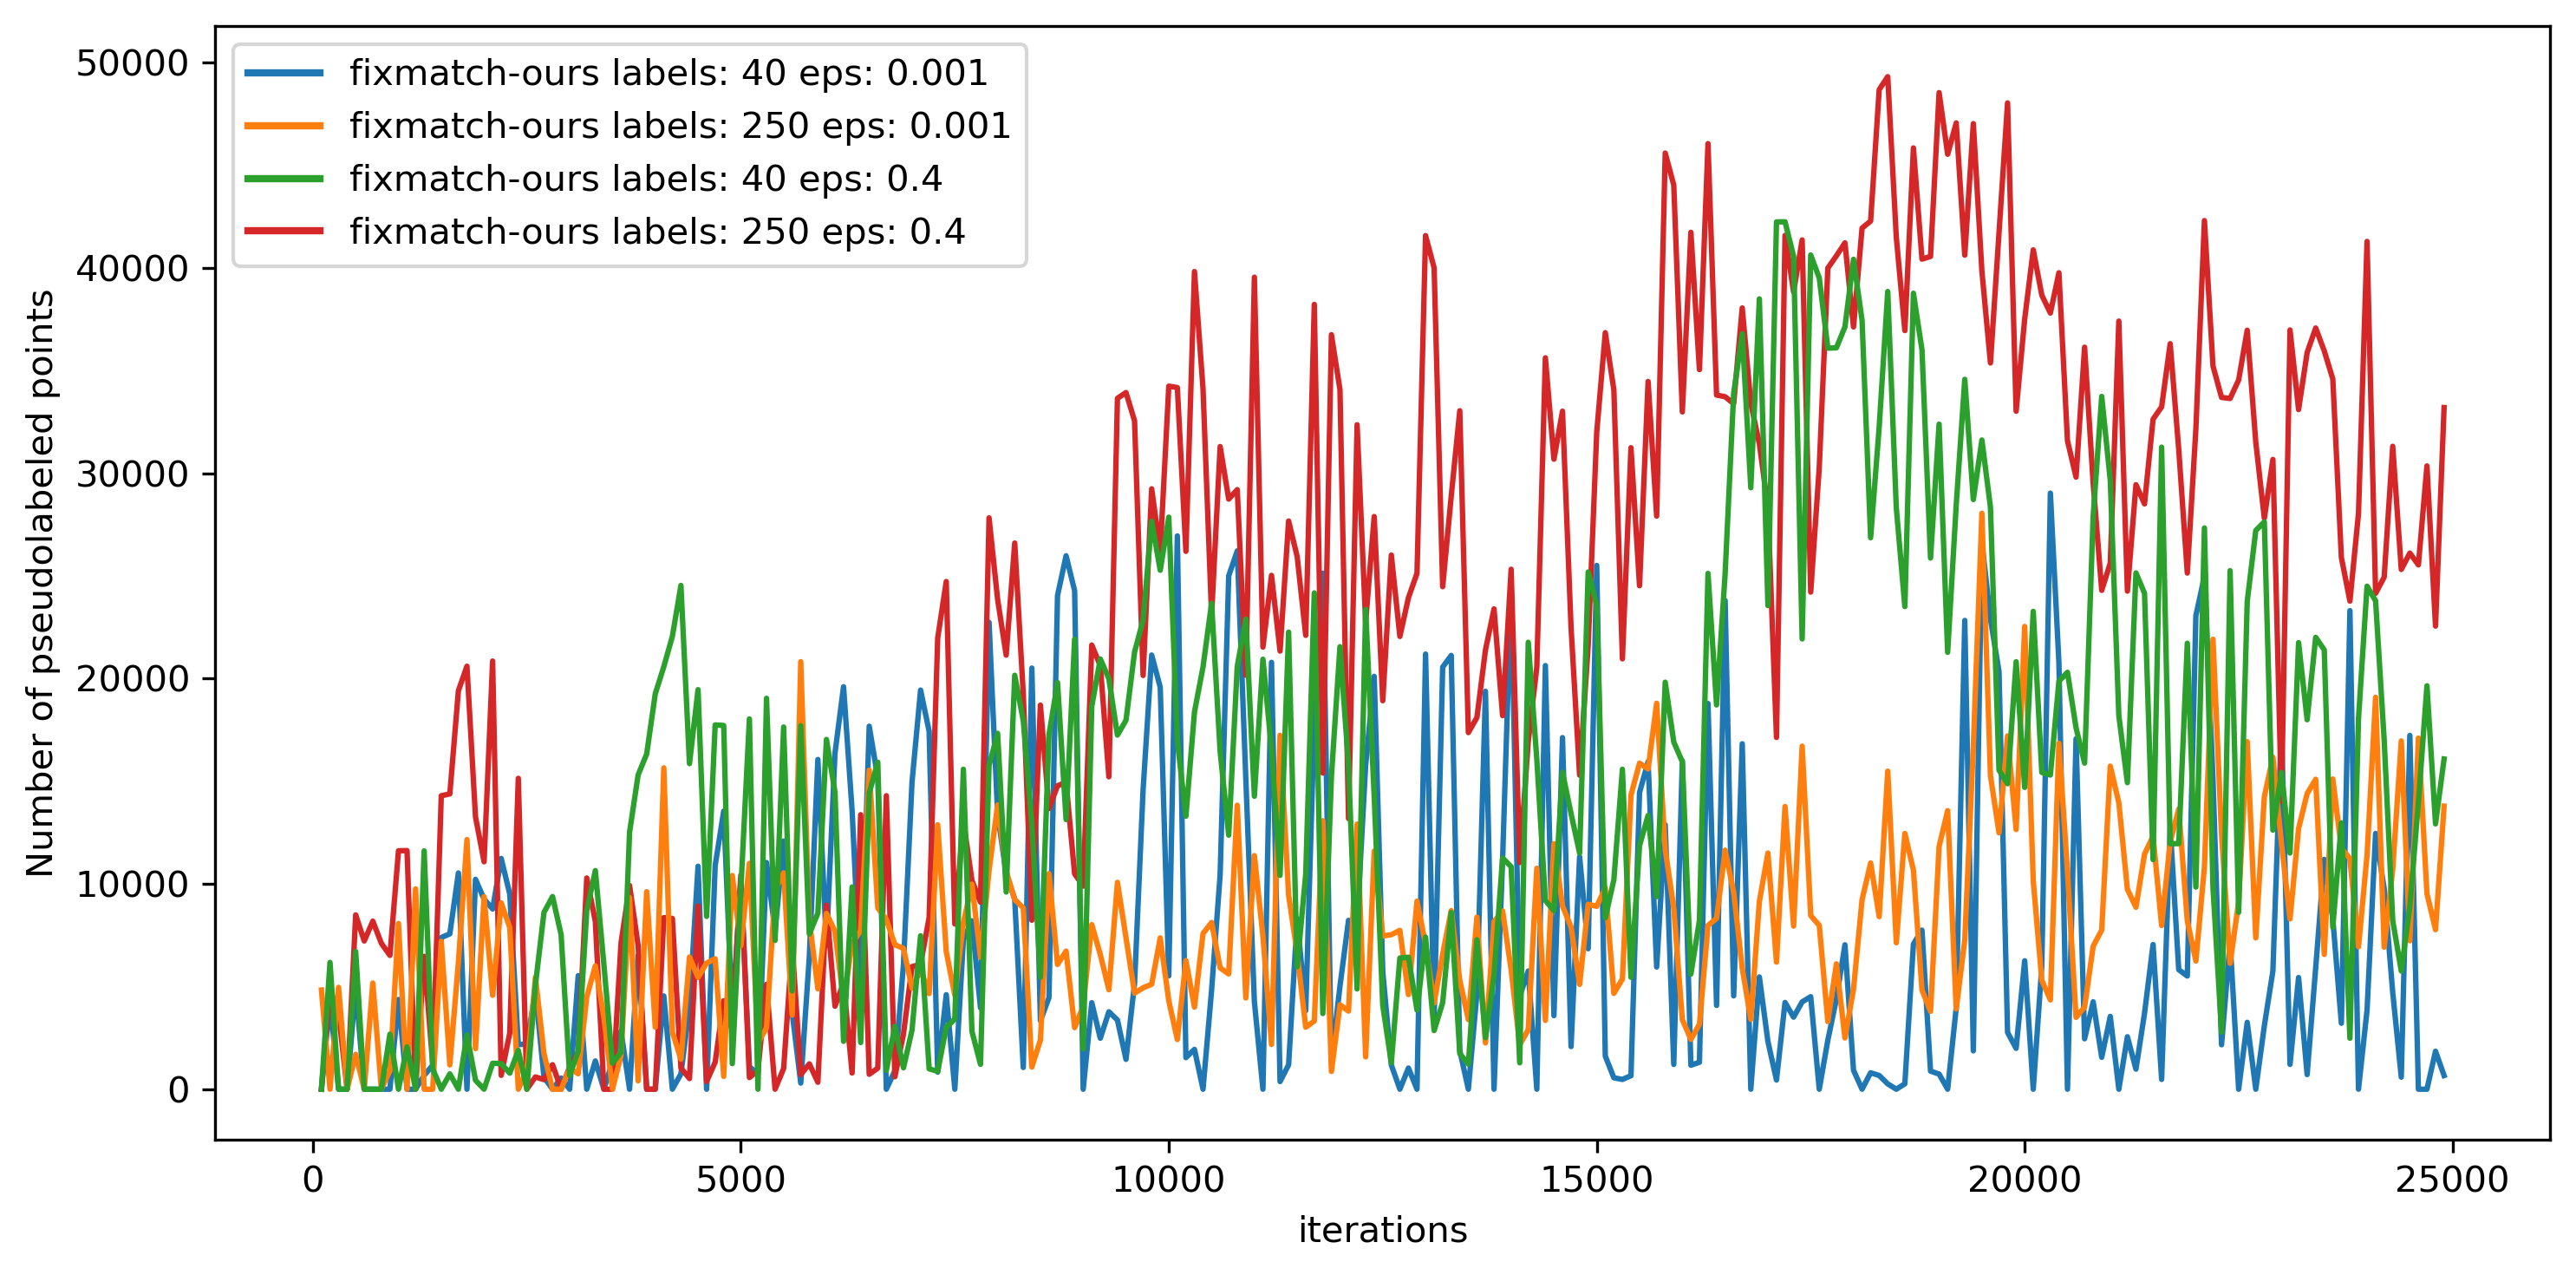 fixmatch-ours labels: 40 eps: 0.001
fixmatch-ours labels: 250 eps: 0.001
fixmatch-ours labels: 40 eps: 0.4
fixmatch-ours labels: 250 eps: 0.4
Number of pseudolabeled points
50000
40000
30000
20000
10000
0
0 5000 10000 15000 20000 25000
iterations